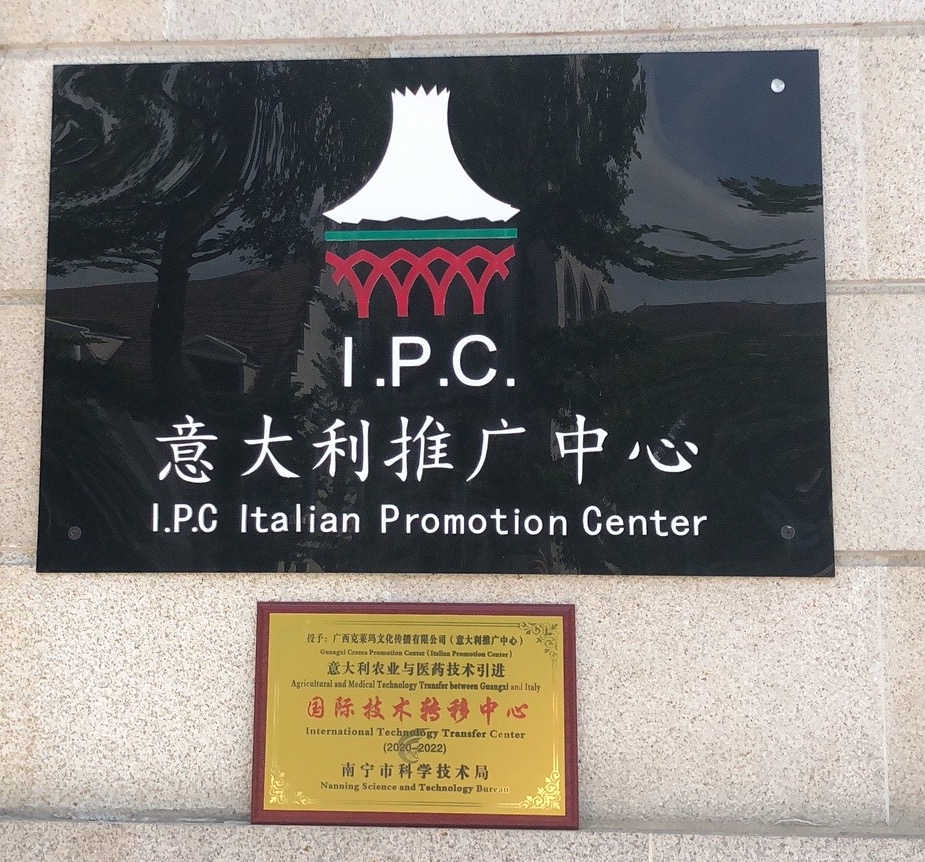 I.P.C.
意大利推广中心
I.P.C Italian Promotion Center
授予：广西克莱玛文化传播有限公司（意大利推广中心）
Guangxi Crema Promotion Center (Italian Promotion Center)
意大利农业与医药技术引进
Agricultural and Medical Technology Transfer between Guangxi and Italy
国际技术转移中心
International Technology Transfer Center
(2020-2022)
南宁市科学技术局
Nanning Science and Technology Bureau